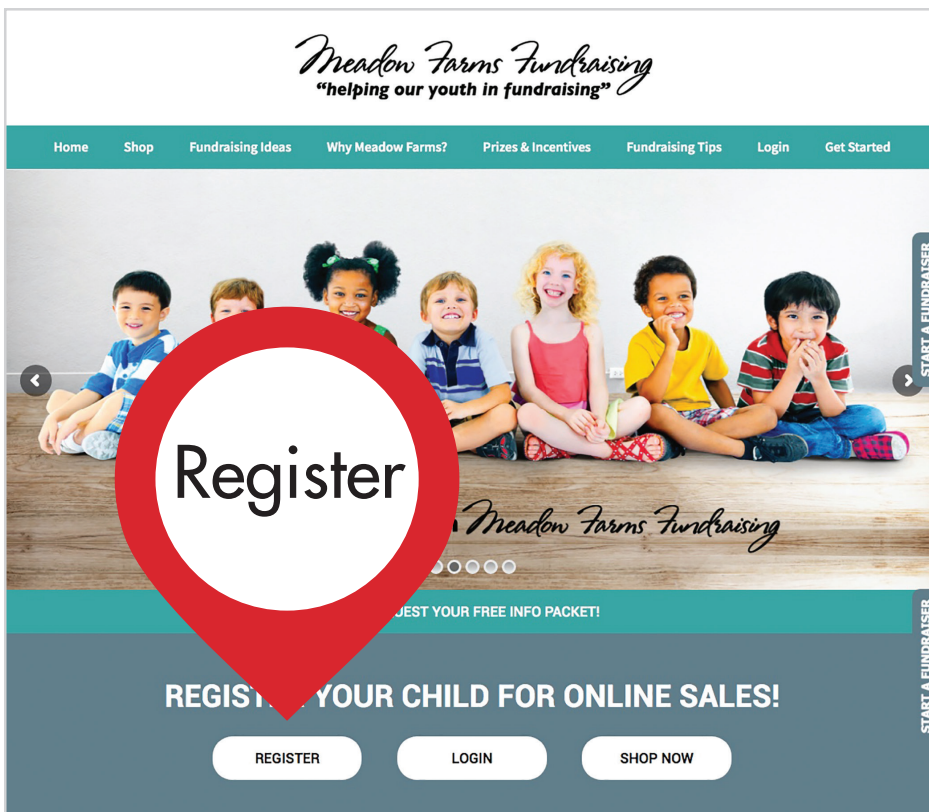 Meadow Farms Fundraising
“helping our youth in fundraising”
Home Shop Fundraising Ideas Why Meadow Farms? Prizes & Incentives Fundraising Tips Login Get Started
START A FUNDRAISER
Register
Meadow Farms Fundraising
YOUR FREE INFO PACKET!
START A FUNDRAISER
YOUR CHILD FOR ONLINE SALES!
REGISTER LOGIN SHOP NOW